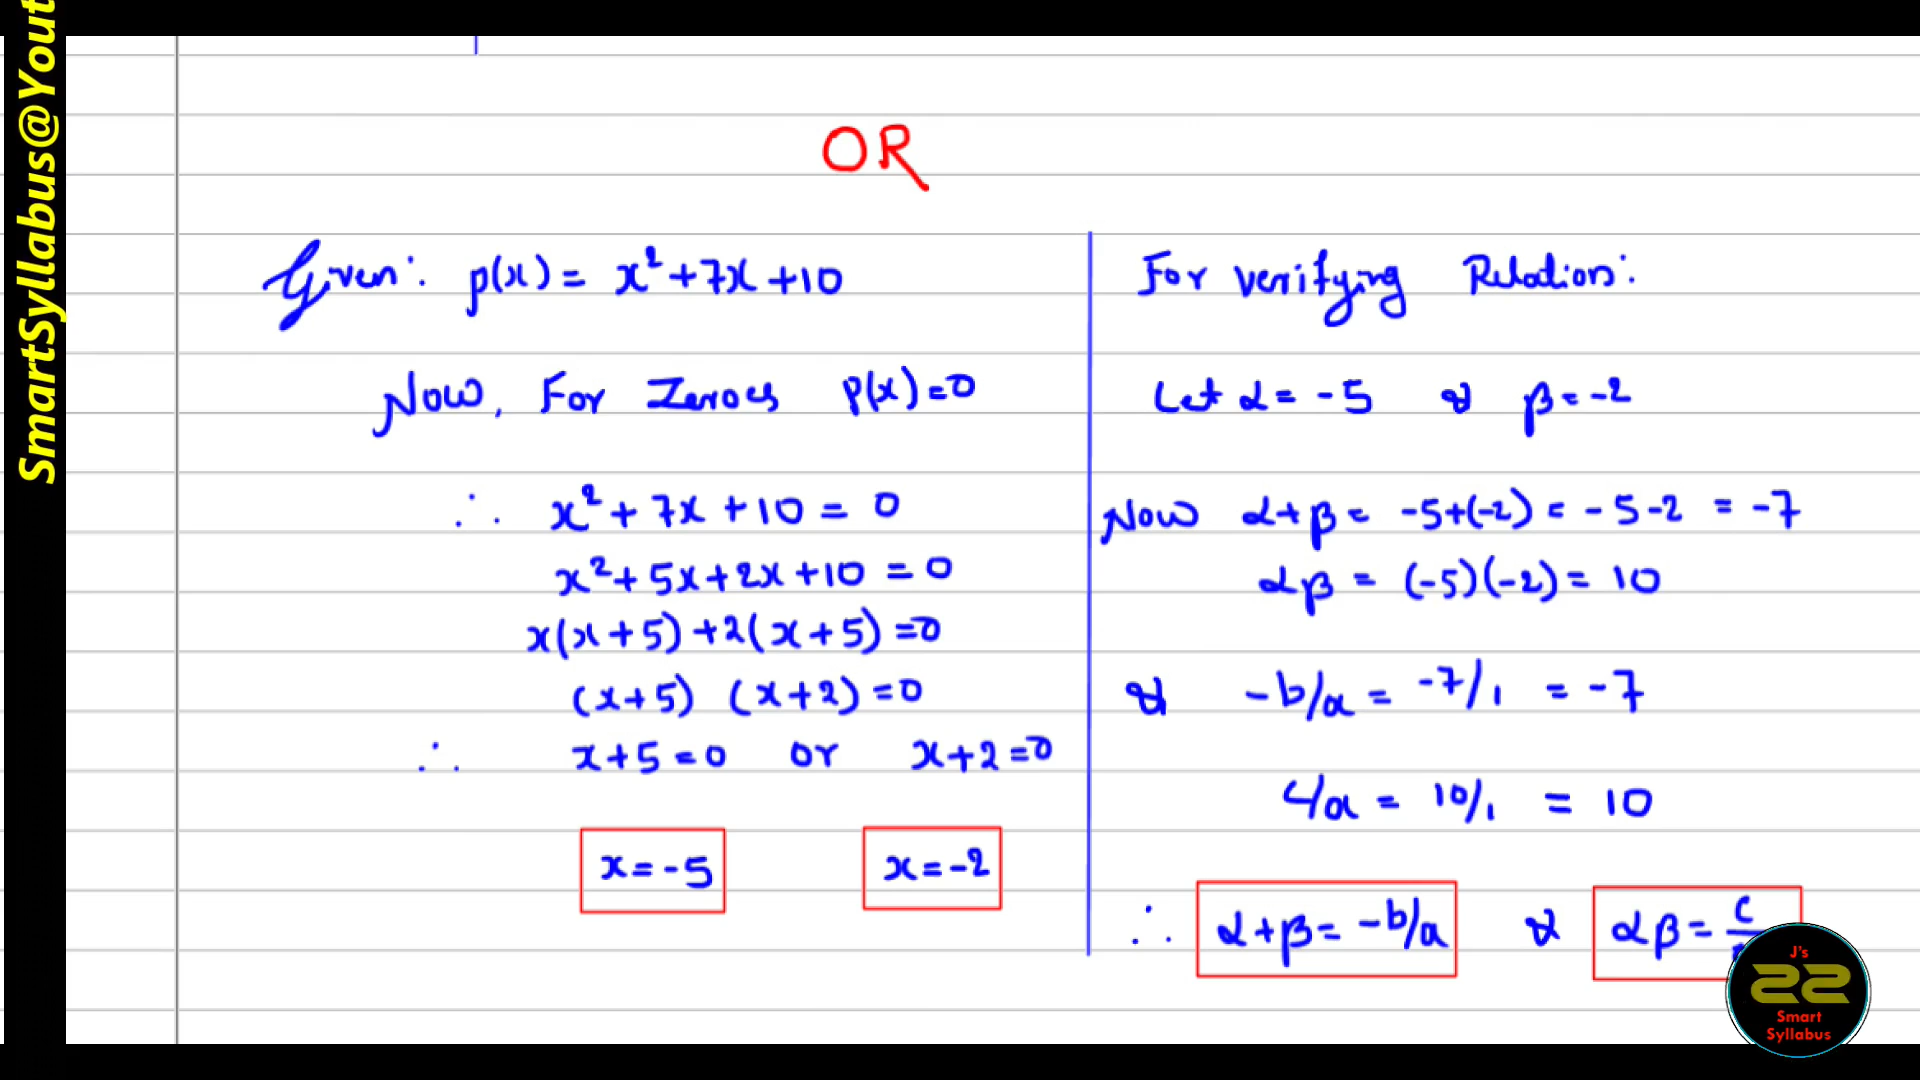 SmartSyllabus@Yout
OR
Given: p(x) = x² + 7x + 10
Now, For Zeroes p(x)=0
∴ x² + 7x + 10 = 0
x² + 5x + 2x + 10 = 0
x(x+5) + 2(x+5) = 0
(x+5) (x+2) = 0
∴ x+5=0 or x+2=0
x = -5 x = -2
For verifying Relation:
Let α = -5 & β = -2
Now α+β = -5+(-2) = -5-2 = -7
αβ = (-5)(-2) = 10
& -b/a = -7/1 = -7
c/a = 10/1 = 10
∴ α+β = -b/a & αβ = c
J's
22
Smart
Syllabus